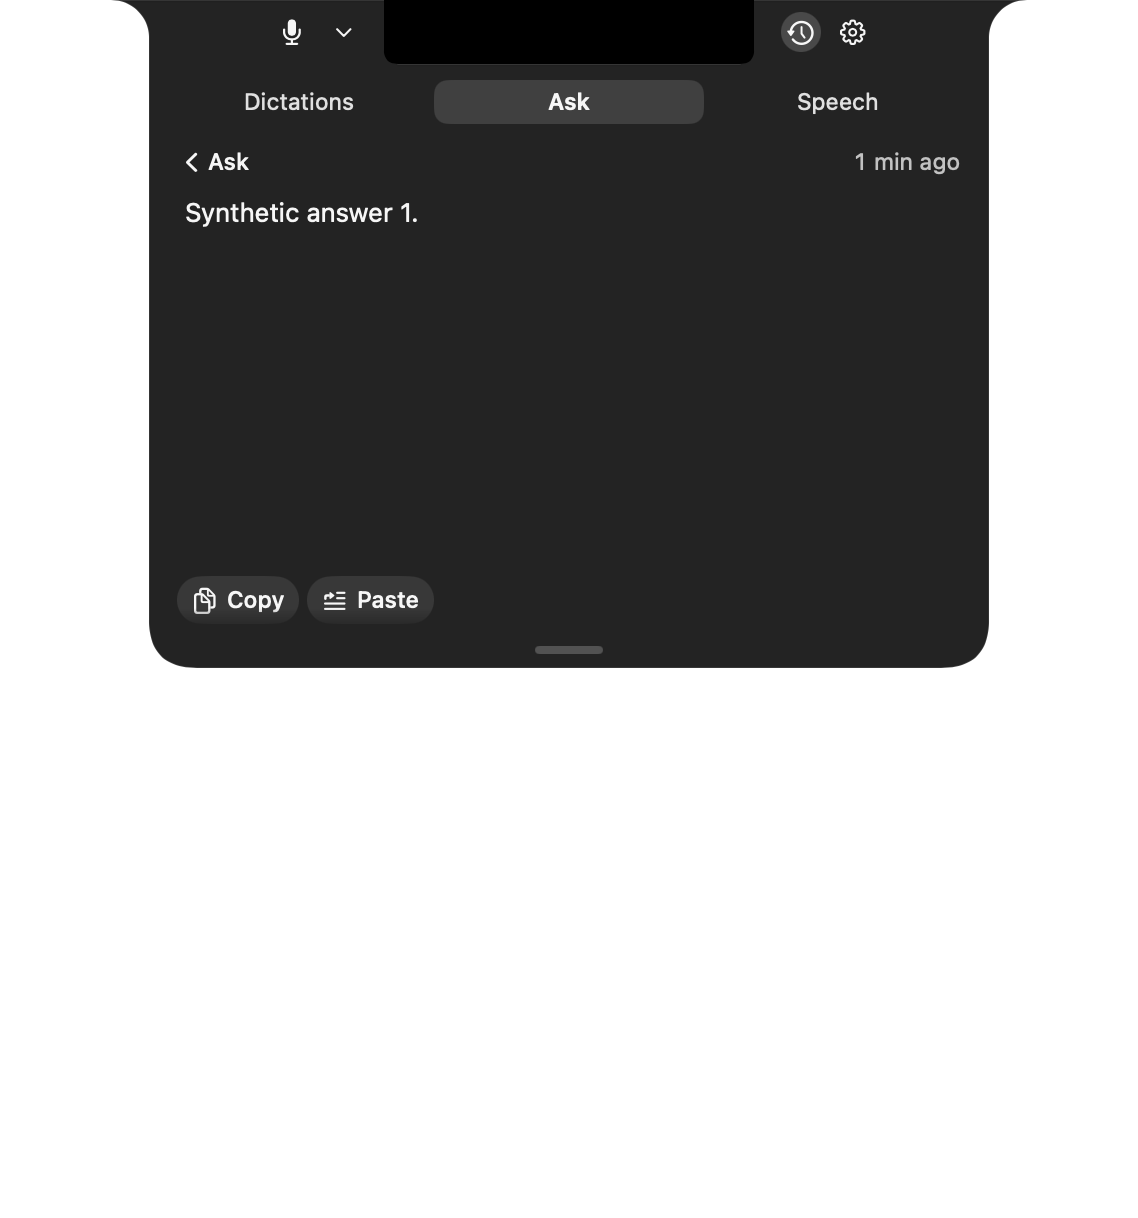 Dictations
Ask
Speech
Ask
1 min ago
Synthetic answer 1.
Copy
Paste